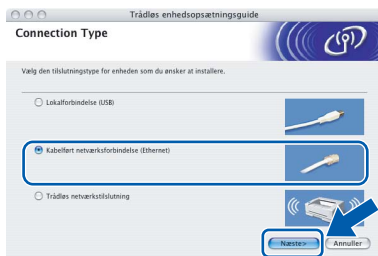 Trådløs enhedsopsætningsguide
Connection Type
Vælg den tilslutningstype for enheden som du ønsker at installere.
Lokalforbindelse (USB)
Kabelført netværksforbindelse (Ethernet)
Trådløs netværkstilslutning
Næste>
Annuller